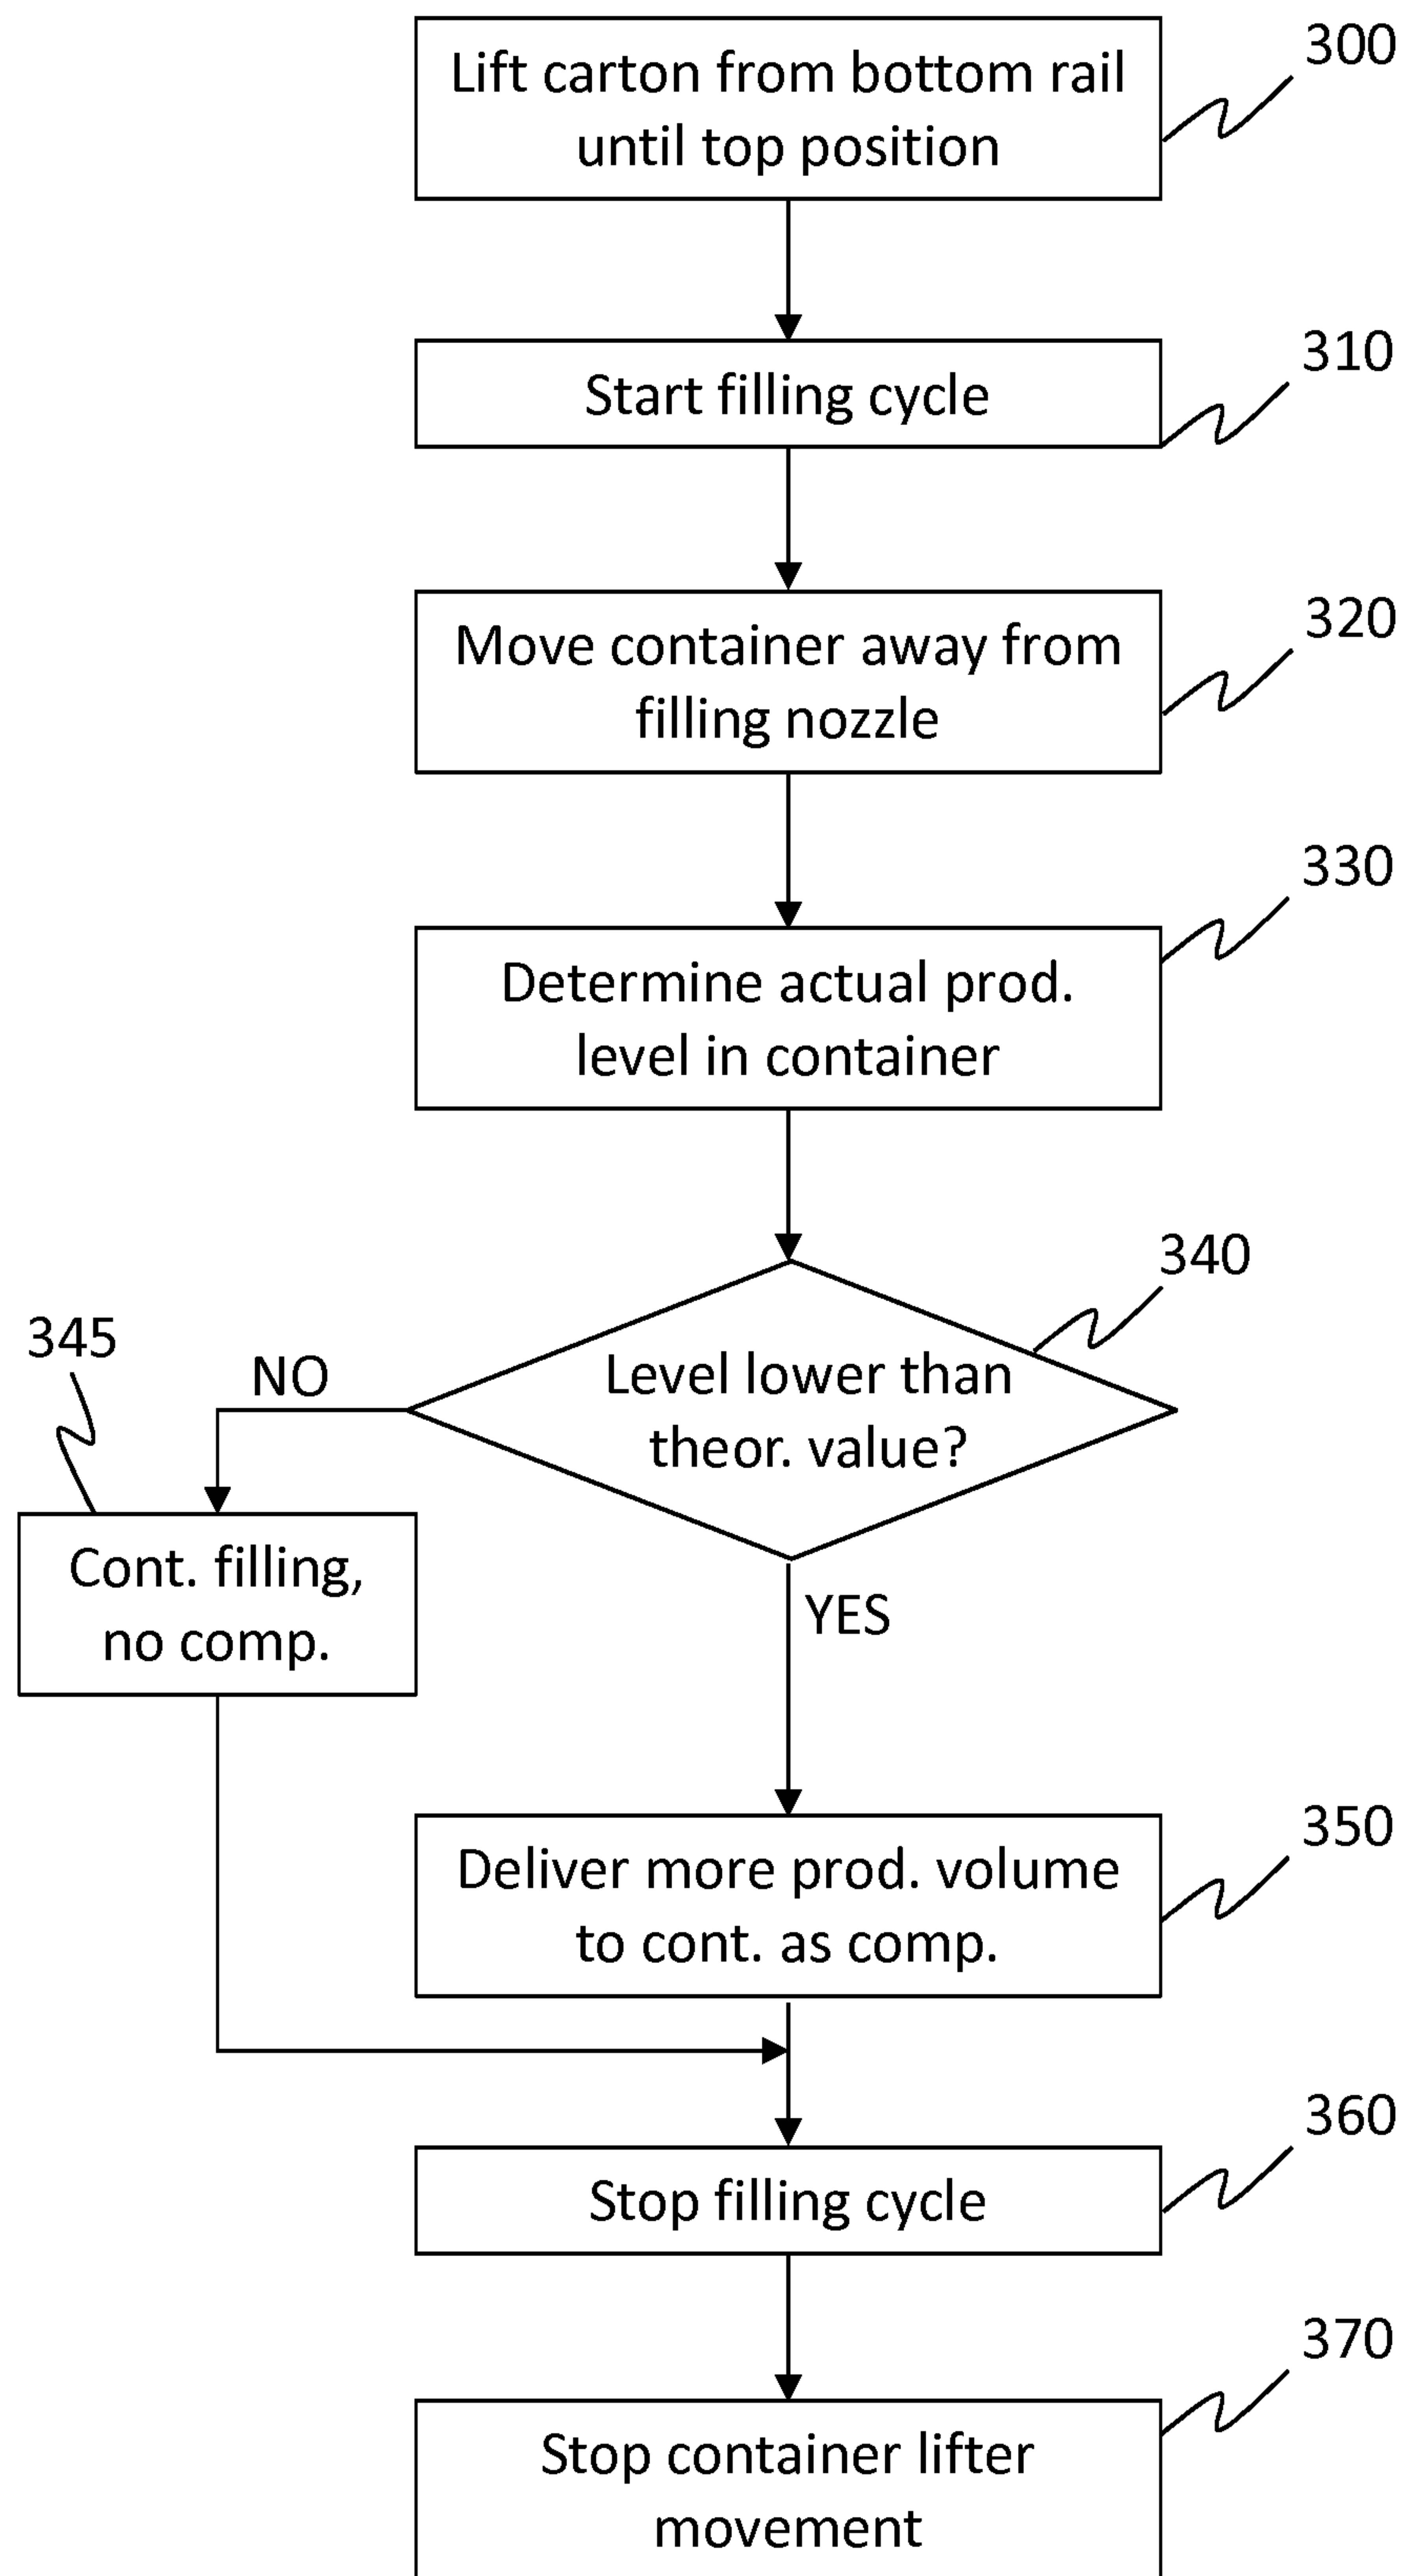 Lift carton from bottom rail
until top position
300
Start filling cycle
310
Move container away from
filling nozzle
320
Determine actual prod.
level in container
330
Level lower than
theor. value?
340
NO
345
Cont. filling,
no comp.
YES
Deliver more prod. volume
to cont. as comp.
350
Stop filling cycle
360
Stop container lifter
movement
370